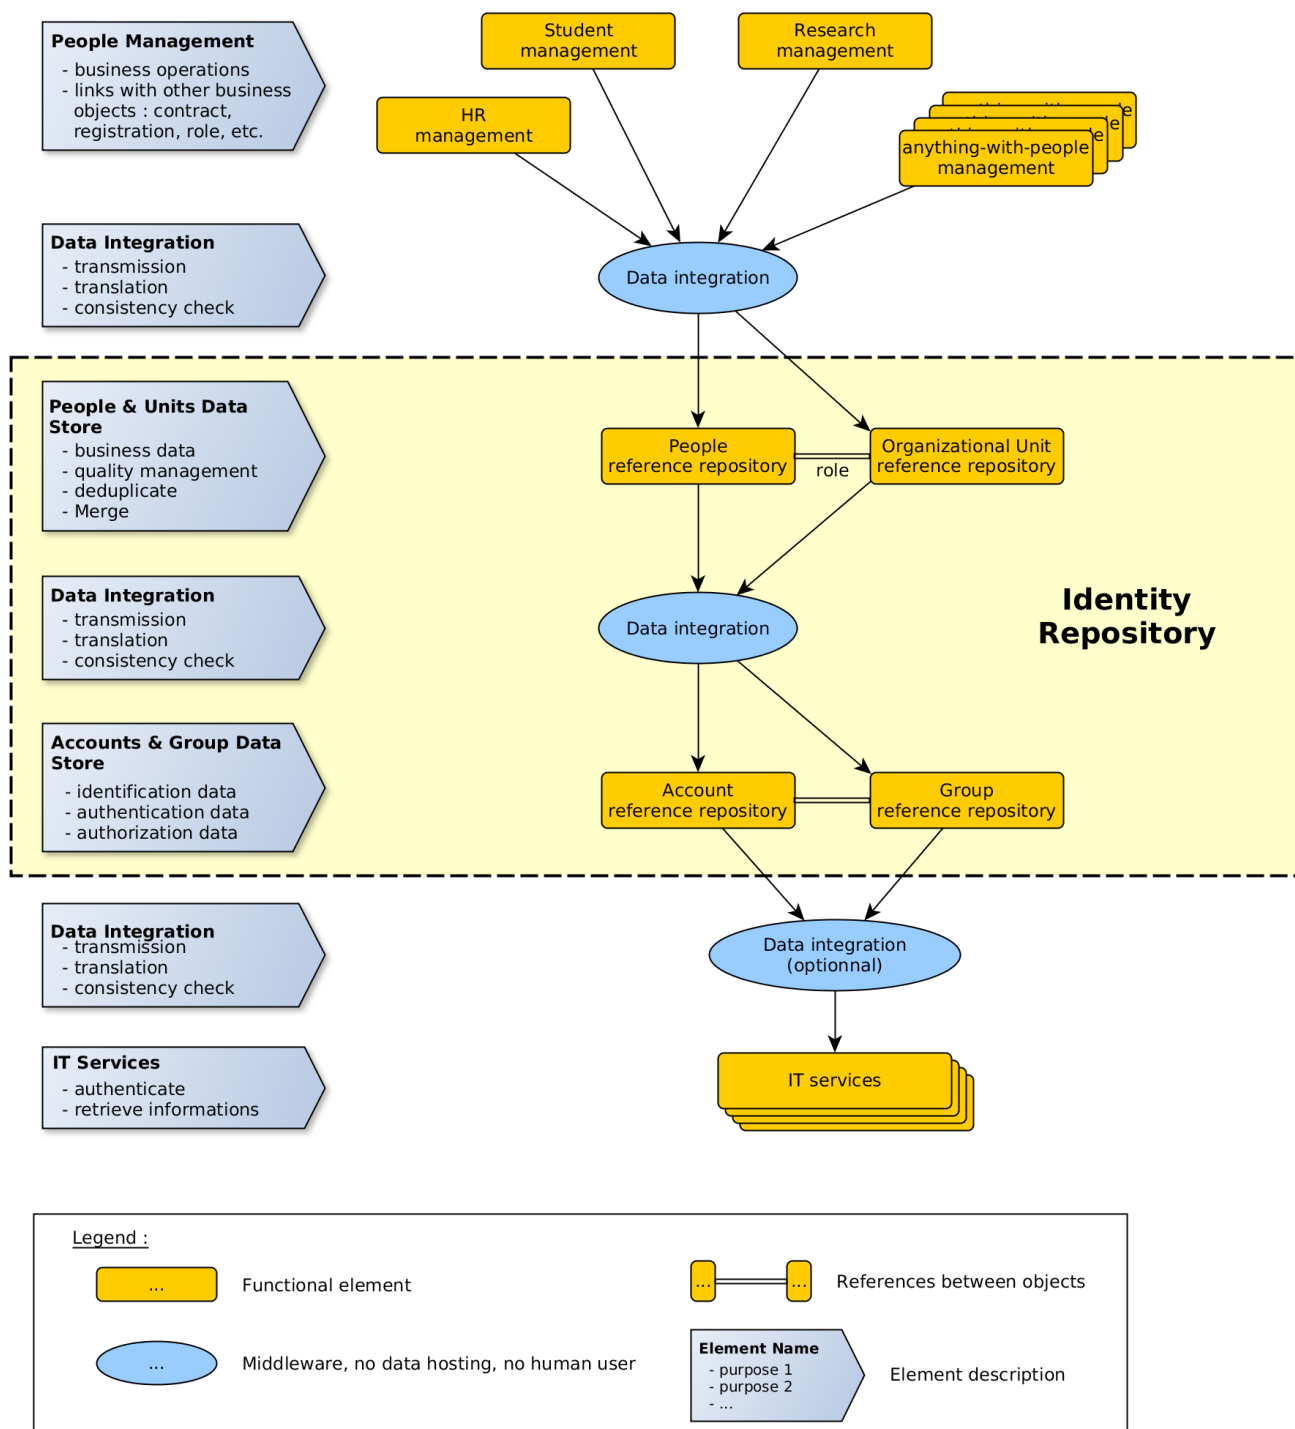 People Management
- business operations
- links with other business
objects : contract,
registration, role, etc.
Student
management
Research
management
HR
management
anything-with-people
management
Data Integration
- transmission
- translation
- consistency check
Data integration
People & Units Data
Store
- business data
- quality management
- deduplicate
- Merge
People
reference repository
role
Organizational Unit
reference repository
Data Integration
- transmission
- translation
- consistency check
Data integration
Identity
Repository
Accounts & Group Data
Store
- identification data
- authentication data
- authorization data
Account
reference repository
Group
reference repository
Data Integration
- transmission
- translation
- consistency check
Data integration
(optionnal)
IT Services
- authenticate
- retrieve informations
IT services
Legend :
...
Functional element
... ...
References between objects
...
Middleware, no data hosting, no human user
Element Name
- purpose 1
- purpose 2
- ...
Element description